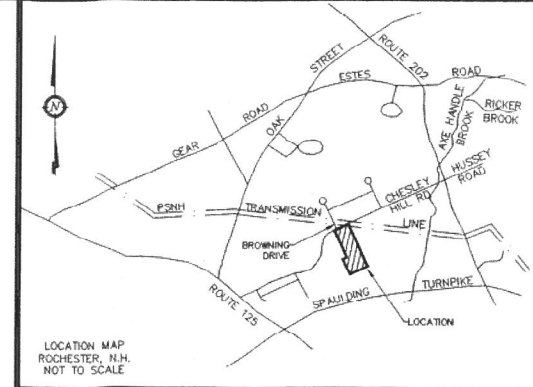 N
STREET
ROUTE 202
ESTES
ROAD
OAK
AXE HANDLE
BROOK
RICKER
BROOK
GEAR
ROAD
HUSSEY
ROAD
CHESLEY
HILL RD
PSNH
TRANSMISSION
LINE
BROWNING
DRIVE
ROUTE 125
SPAULDING
TURNPIKE
LOCATION
LOCATION MAP
ROCHESTER, N.H.
NOT TO SCALE